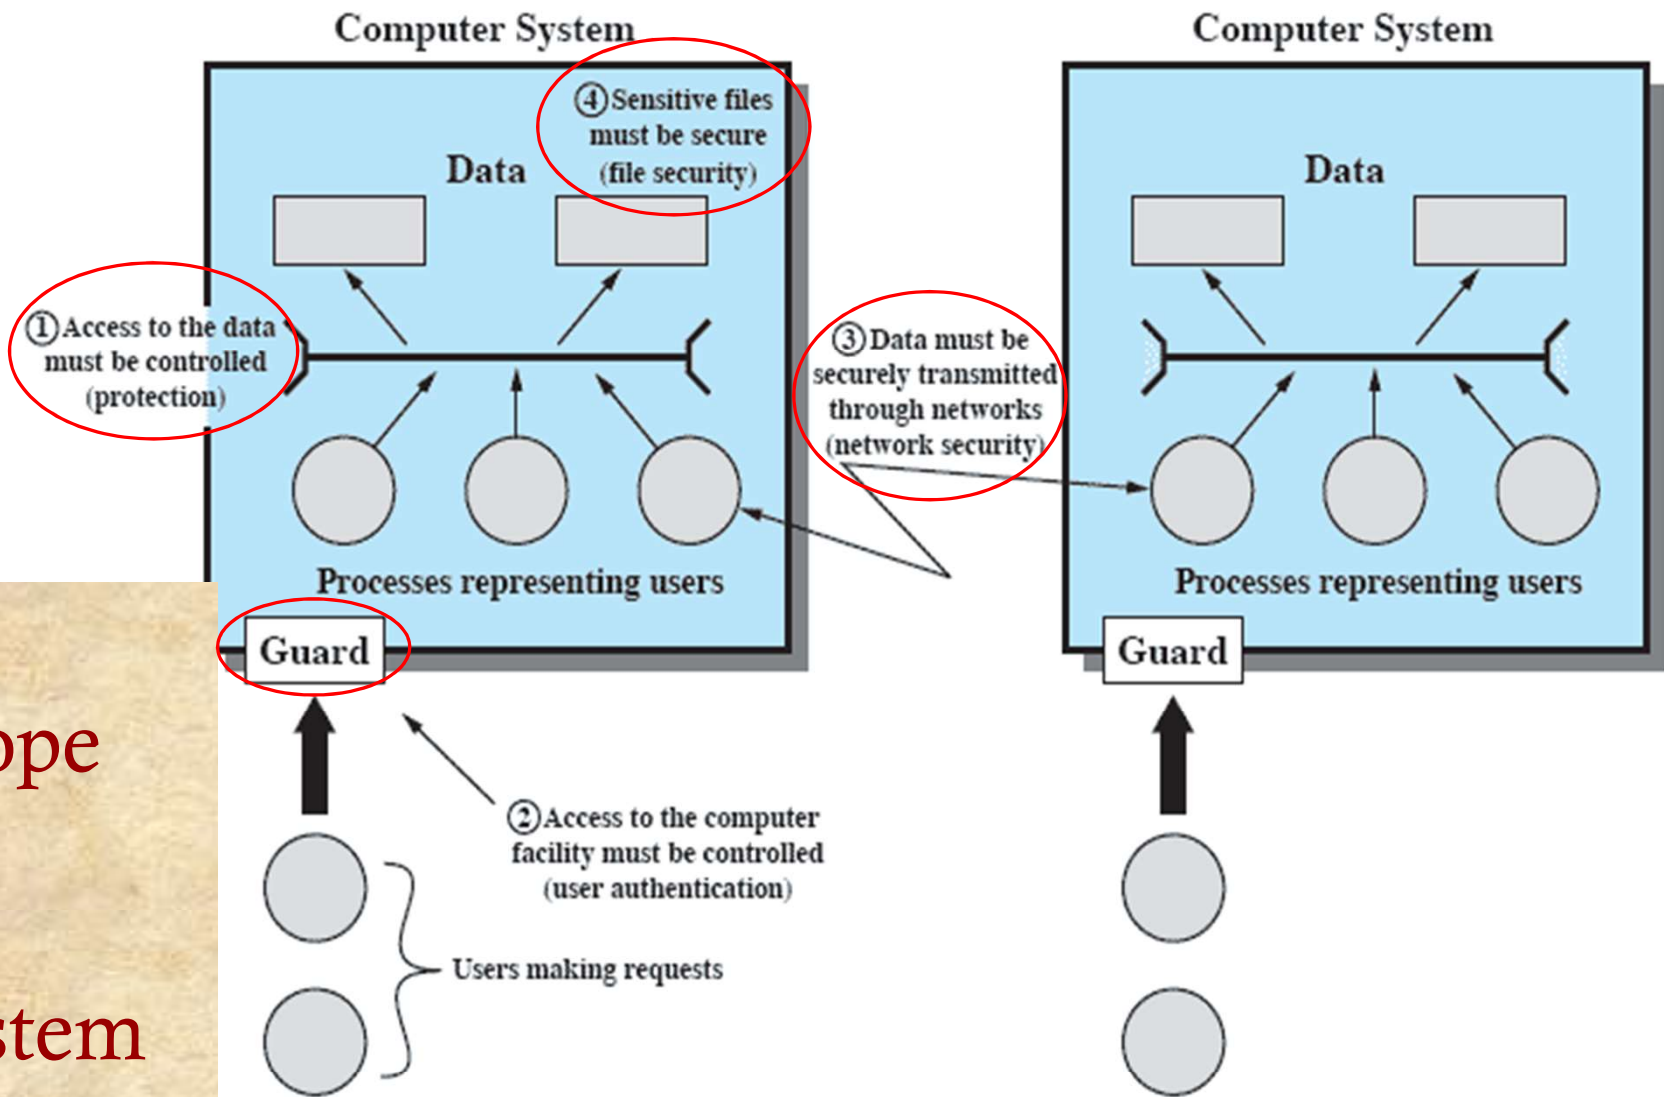 Computer System
④Sensitive files
must be secure
(file security)
Data
①Access to the data
must be controlled
(protection)
Processes representing users
Guard
②Access to the computer
facility must be controlled
(user authentication)
Users making requests
③Data must be
securely transmitted
through networks
(network security)
Computer System
Data
Processes representing users
Guard
ope
stem